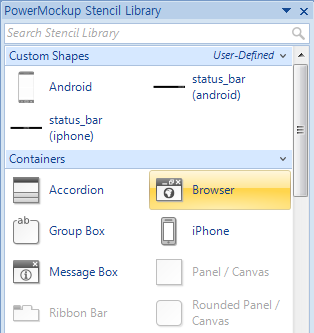 PowerMockup Stencil Library
Search Stencil Library
Custom Shapes User-Defined
Android
status_bar
(android)
status_bar
(iphone)
Containers
Accordion
Browser
ab
Group Box
iPhone
Message Box
Panel / Canvas
Ribbon Bar
Rounded Panel /
Canvas